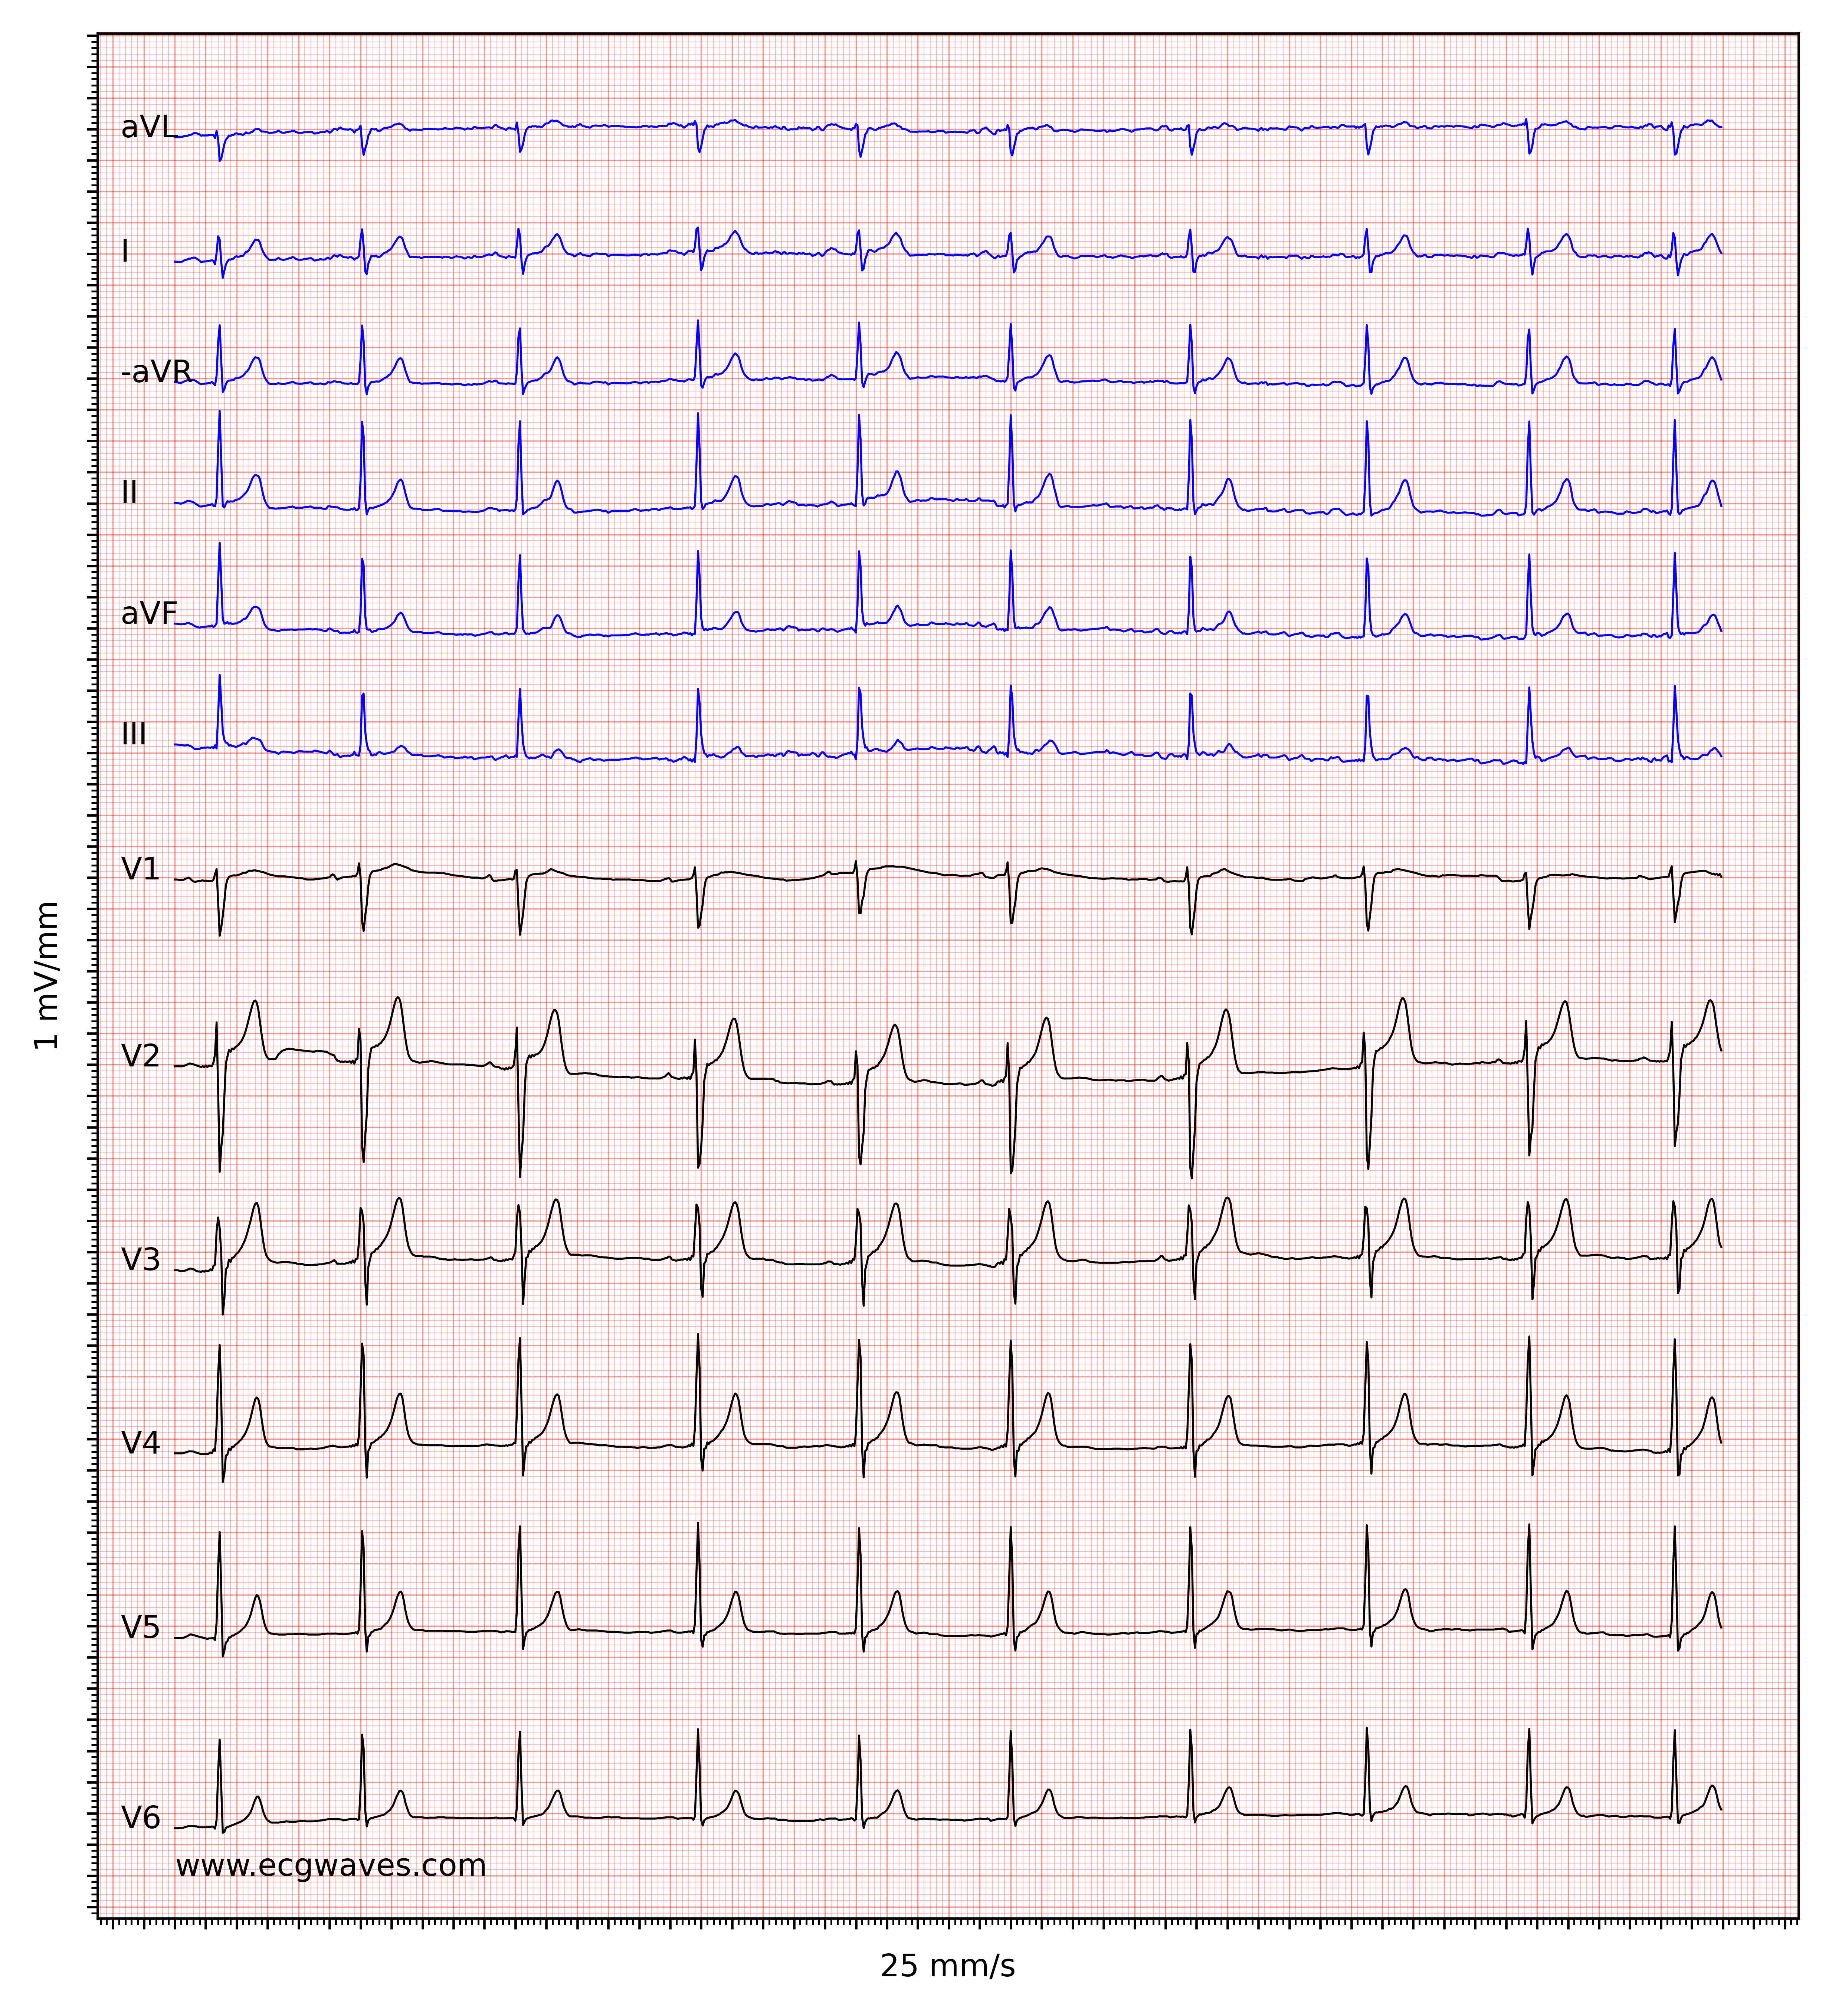 aVL
I
-aVR
II
aVF
III
V1
1 mV/mm
V2
V3
V4
V5
V6
www.ecgwaves.com
25 mm/s